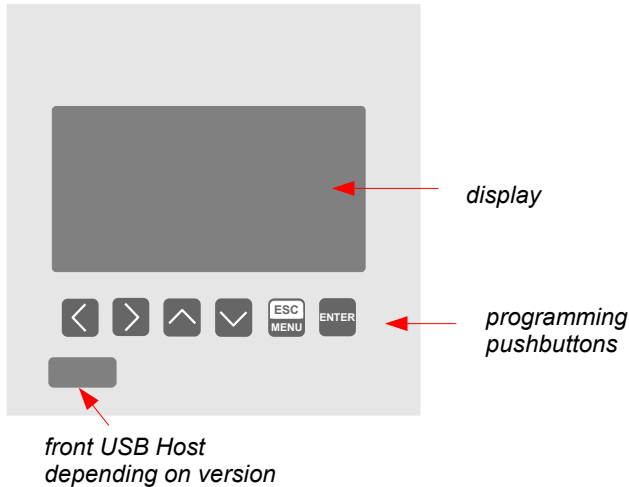 display
ESC
MENU
ENTER
programming
pushbuttons
front USB Host
depending on version